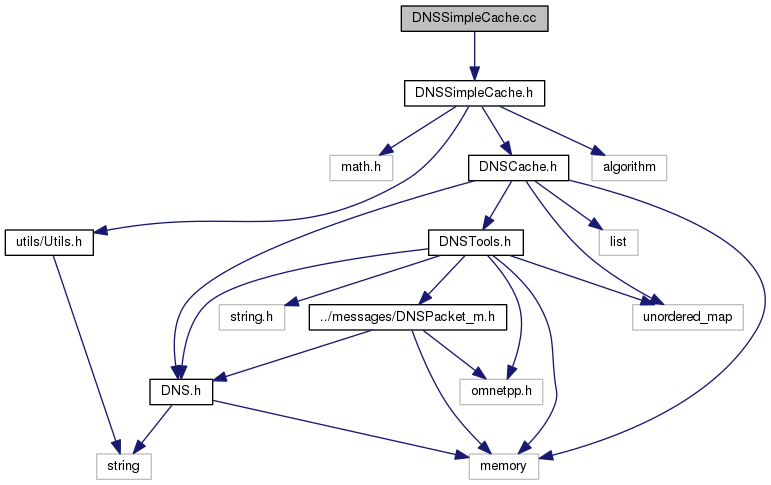 DNSSimpleCache.cc
DNSSimpleCache.h
math.h
DNSCache.h
algorithm
utils/Utils.h
DNSTools.h
list
string.h
../messages/DNSPacket_m.h
unordered_map
DNS.h
omnetpp.h
string
memory